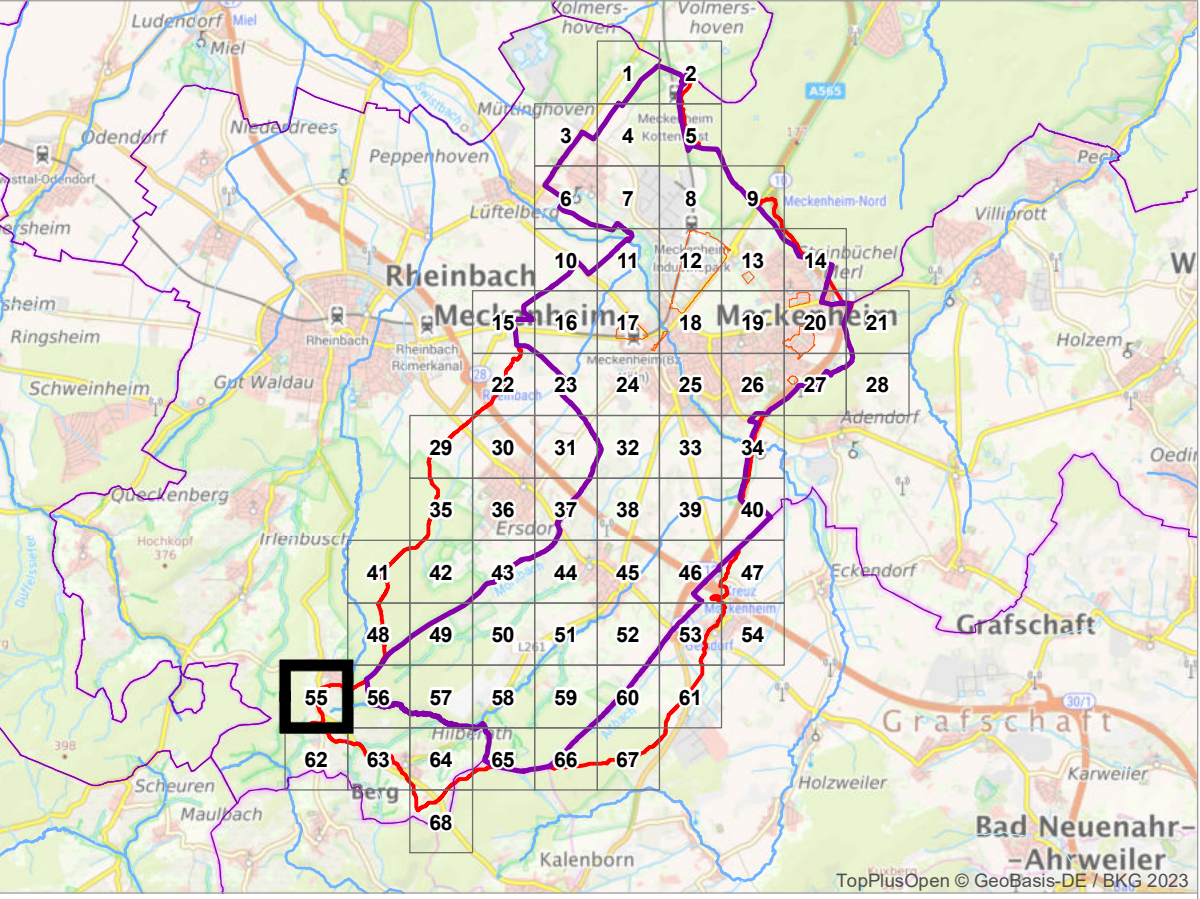 Ludendorf
Miel
Miel
Volmers-
hoven
Volmers-
hoven
1
2
A565
Swistbach
Müttinghoven
Meckenheim
Odendorf
Niederdrees
3
4
5
Peppenhoven
10
6
7
8
9
Meckenheim-Nord
Villiprott
Lüftelberg
10
11
12
13
14
Rheinbach
Meckenheim
Meckenheim
15
16
17
18
19
20
21
Ringsheim
Rheinbach
Rheinbach
Römerkanal
Holzem
Schweinheim
Gut Waldau
22
23
24
25
26
27
28
Adendorf
29
30
31
32
33
34
Queckenberg
35
36
37
38
39
40
Ersdorf
Irlenbusch
Hochkopf
376
41
42
43
44
45
46
47
Eckendorf
Meckenheim
Grafschaft
48
49
50
51
52
53
54
L261
55
56
57
58
59
60
61
30/1
Grafschaft
Hilberath
398
62
63
64
65
66
67
Scheuren
Berg
Holzweiler
Karweiler
Maulbach
68
Kalenborn
Bad Neuenahr-
-Ahrweiler
TopPlusOpen © GeoBasis-DE / BKG 2023